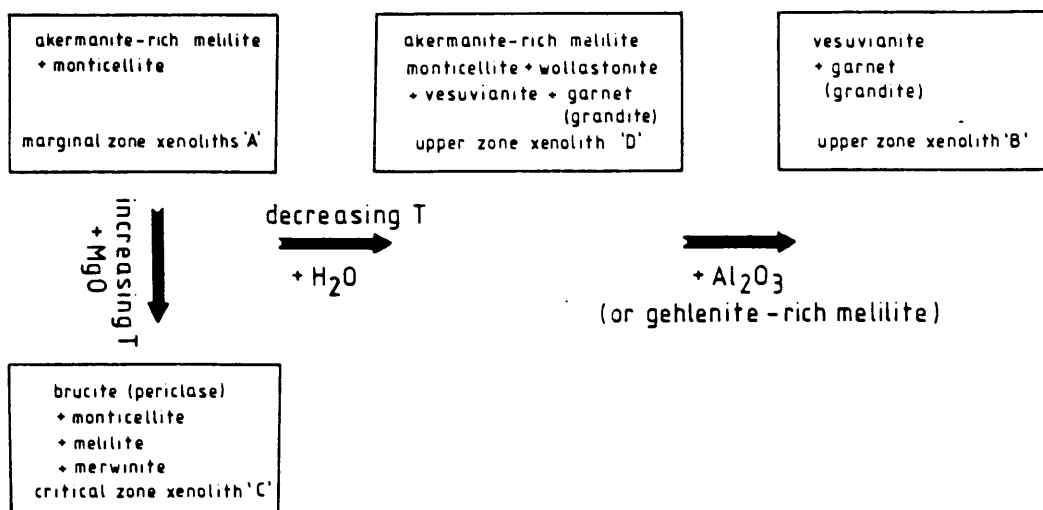 akermanite-rich melilite
+ monticellite
marginal zone xenoliths 'A'
akermanite-rich melilite
monticellite + wollastonite
+ vesuvianite + garnet
(grandite)
upper zone xenolith 'D'
vesuvianite
+ garnet
(grandite)
upper zone xenolith 'B'
increasing T
+ MgO
decreasing T
+ H₂O
+ Al₂O₃
(or gehlenite-rich melilite)
brucite (periclase)
+ monticellite
+ melilite
+ merwinite
critical zone xenolith 'C'